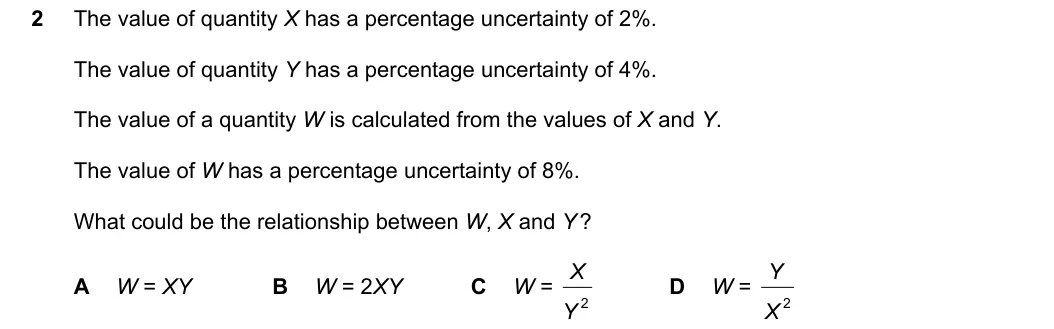 2 The value of quantity X has a percentage uncertainty of 2%.
The value of quantity Y has a percentage uncertainty of 4%.
The value of a quantity W is calculated from the values of X and Y.
The value of W has a percentage uncertainty of 8%.
What could be the relationship between W, X and Y?
A W = XY B W = 2XY C W = X/Y² D W = Y/X²